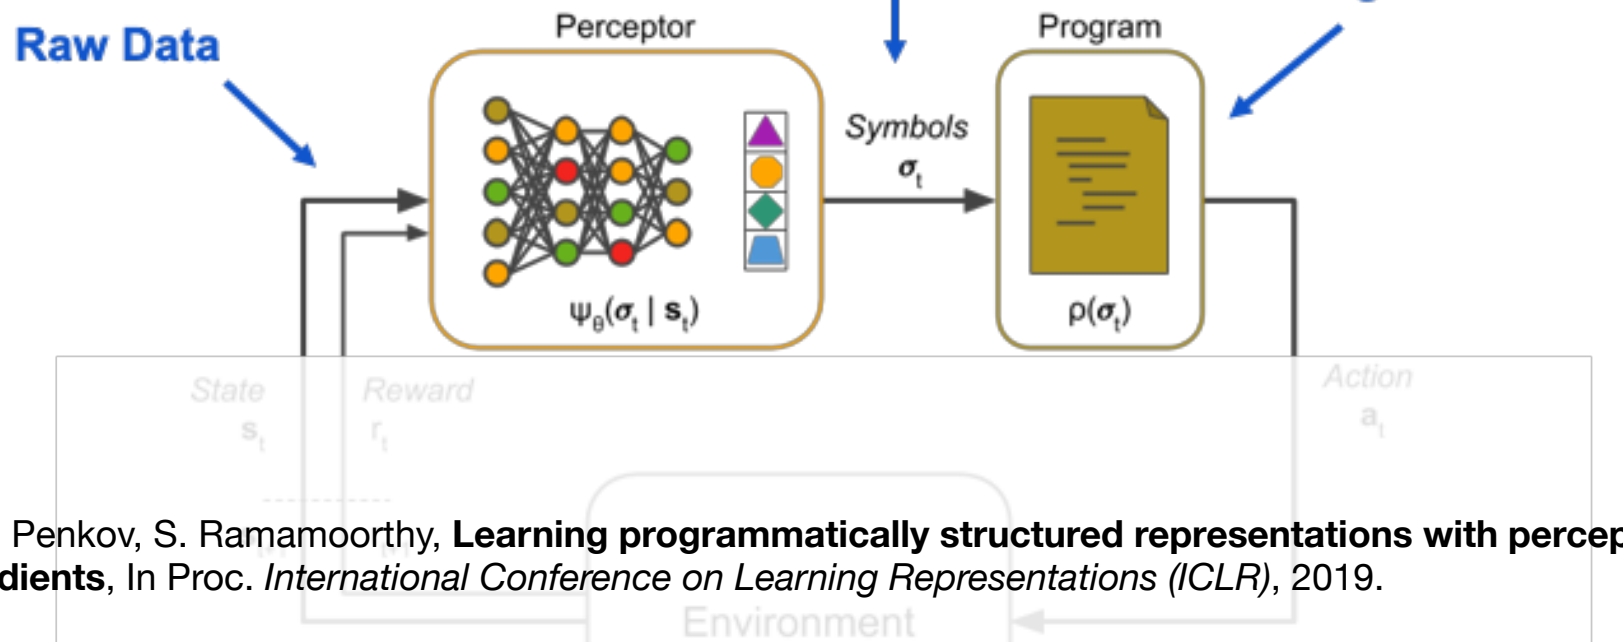 Perceptor
Program
Raw Data
Symbols
σt
ψθ(σt | st)
ρ(σt)
State
Reward
Action
st
rt
at
Penkov, S. Ramamoorthy, Learning programmatically structured representations with percep
dients, In Proc. International Conference on Learning Representations (ICLR), 2019.
Environment